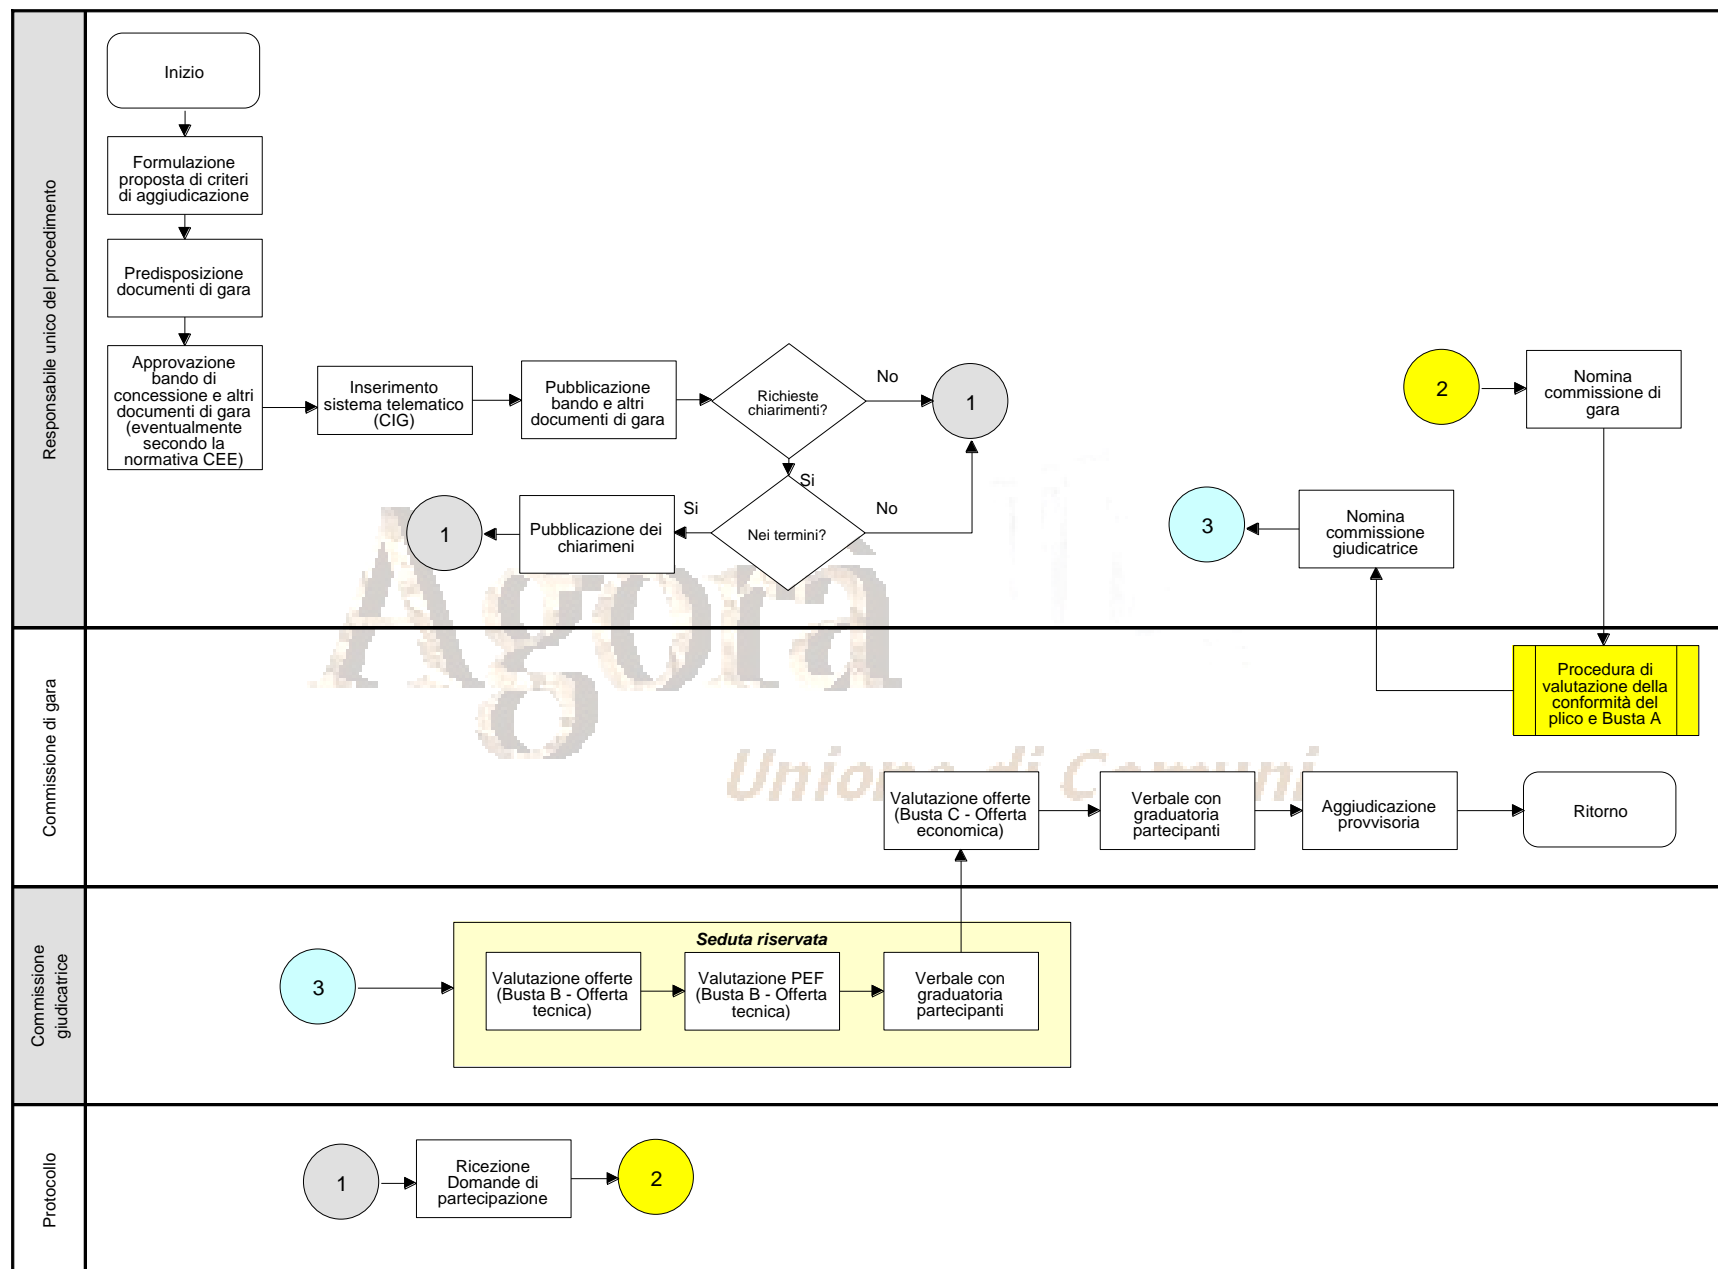 Responsabile unico del procedimento
Inizio
Formulazione
proposta di criteri
di aggiudicazione
Predisposizione
documenti di gara
Approvazione
bando di
concessione e altri
documenti di gara
(eventualmente
secondo la
normativa CEE)
Inserimento
sistema telematico
(CIG)
Pubblicazione
bando e altri
documenti di gara
Richieste
chiarimenti?
No
1
Si
Nei termini?
No
Si
Pubblicazione dei
chiarimeni
1
2
Nomina
commissione di
gara
Nomina
commissione
giudicatrice
3
Agorà
Unione di Comuni
Commissione di gara
Procedura di
valutazione della
conformità del
plico e Busta A
Valutazione offerte
(Busta C - Offerta
economica)
Verbale con
graduatoria
partecipanti
Aggiudicazione
provvisoria
Ritorno
Commissione
giudicatrice
3
Seduta riservata
Valutazione offerte
(Busta B - Offerta
tecnica)
Valutazione PEF
(Busta B - Offerta
tecnica)
Verbale con
graduatoria
partecipanti
Protocollo
1
Ricezione
Domande di
partecipazione
2